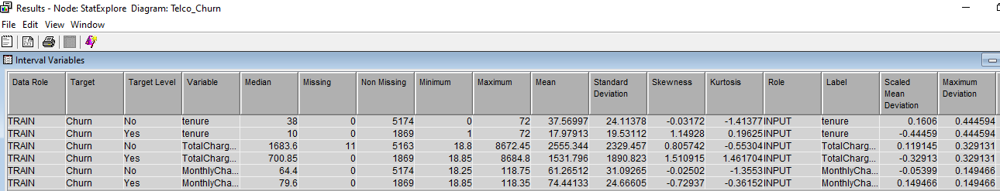 Results - Node: StatExplore  Diagram: Telco_Churn
File  Edit  View  Window
Interval Variables
Data Role  Target  Target Level  Variable  Median  Missing  Non Missing  Minimum  Maximum  Mean  Standard Deviation  Skewness  Kurtosis  Role  Label  Scaled Mean Deviation  Maximum Deviation
TRAIN  Churn  No  tenure  38  0  5174  0  72  37.56997  24.11378  -0.03172  -1.41377  INPUT  tenure  0.1606  0.444594
TRAIN  Churn  Yes  tenure  10  0  1869  1  72  17.97913  19.53112  1.14928  0.19625  INPUT  tenure  -0.44459  0.444594
TRAIN  Churn  No  TotalCharg...  1683.6  11  5163  18.8  8672.45  2555.344  2329.457  0.805742  -0.55304  INPUT  TotalCharg...  0.119145  0.329131
TRAIN  Churn  Yes  TotalCharg...  700.85  0  1869  18.85  8684.8  1531.796  1890.823  1.510915  1.461704  INPUT  TotalCharg...  -0.32913  0.329131
TRAIN  Churn  No  MonthlyCha...  64.4  0  5174  18.25  118.75  61.26512  31.09265  -0.02502  -1.3553  INPUT  MonthlyCha...  -0.05399  0.149466
TRAIN  Churn  Yes  MonthlyCha...  79.6  0  1869  18.85  118.35  74.44133  24.66605  -0.72937  -0.36152  INPUT  MonthlyCha...  0.149466  0.149466